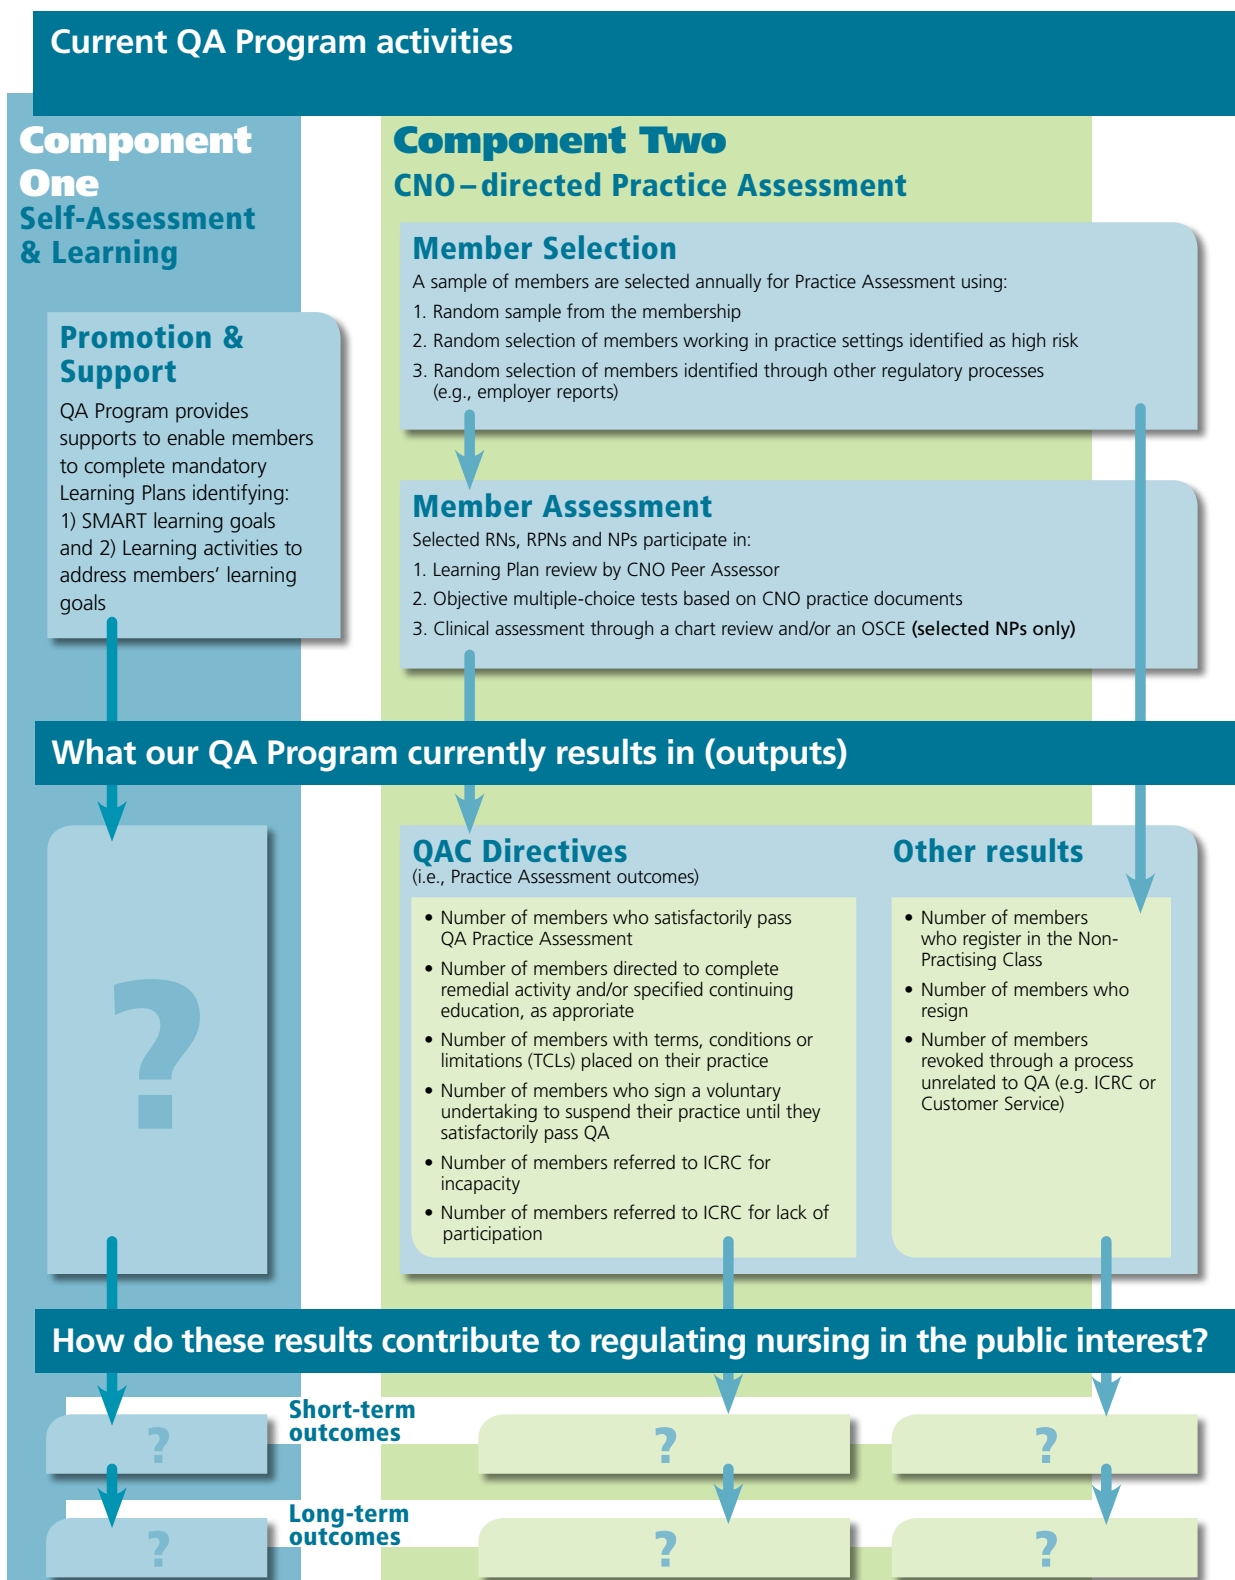 Current QA Program activities
Component
One
Self-Assessment
& Learning
Promotion &
Support
QA Program provides
supports to enable members
to complete mandatory
Learning Plans identifying:
1) SMART learning goals
and 2) Learning activities to
address members’ learning
goals
Component Two
CNO – directed Practice Assessment
Member Selection
A sample of members are selected annually for Practice Assessment using:
1. Random sample from the membership
2. Random selection of members working in practice settings identified as high risk
3. Random selection of members identified through other regulatory processes
(e.g., employer reports)
Member Assessment
Selected RNs, RPNs and NPs participate in:
1. Learning Plan review by CNO Peer Assessor
2. Objective multiple-choice tests based on CNO practice documents
3. Clinical assessment through a chart review and/or an OSCE (selected NPs only)
What our QA Program currently results in (outputs)
?
QAC Directives
(i.e., Practice Assessment outcomes)
• Number of members who satisfactorily pass
QA Practice Assessment
• Number of members directed to complete
remedial activity and/or specified continuing
education, as approriate
• Number of members with terms, conditions or
limitations (TCLs) placed on their practice
• Number of members who sign a voluntary
undertaking to suspend their practice until they
satisfactorily pass QA
• Number of members referred to ICRC for
incapacity
• Number of members referred to ICRC for lack of
participation
Other results
• Number of members
who register in the Non-
Practising Class
• Number of members who
resign
• Number of members
revoked through a process
unrelated to QA (e.g. ICRC or
Customer Service)
How do these results contribute to regulating nursing in the public interest?
?
Short-term
outcomes
?
?
?
Long-term
outcomes
?
?